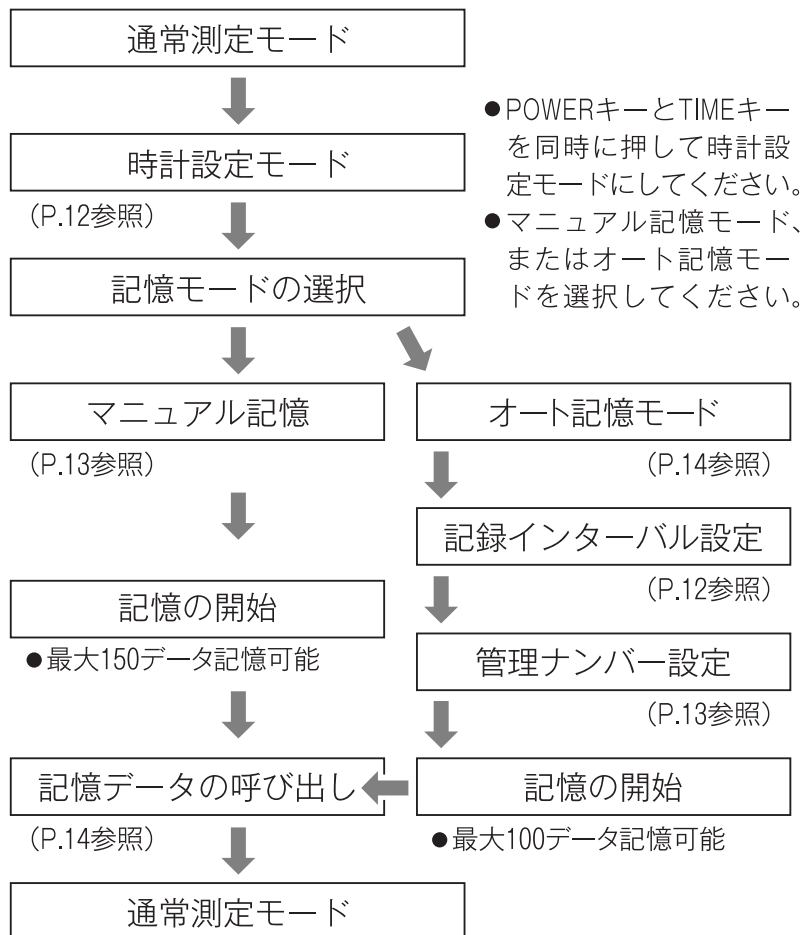 通常測定モード
●POWERキーとTIMEキー
を同時に押して時計設
定モードにしてください。
●マニュアル記憶モード、
またはオート記憶モー
ドを選択してください。
時計設定モード
(P.12参照)
記憶モードの選択
マニュアル記憶
(P.13参照)
記憶の開始
●最大150データ記憶可能
オート記憶モード
(P.14参照)
記録インターバル設定
(P.12参照)
管理ナンバー設定
(P.13参照)
記憶の開始
●最大100データ記憶可能
記憶データの呼び出し
(P.14参照)
通常測定モード